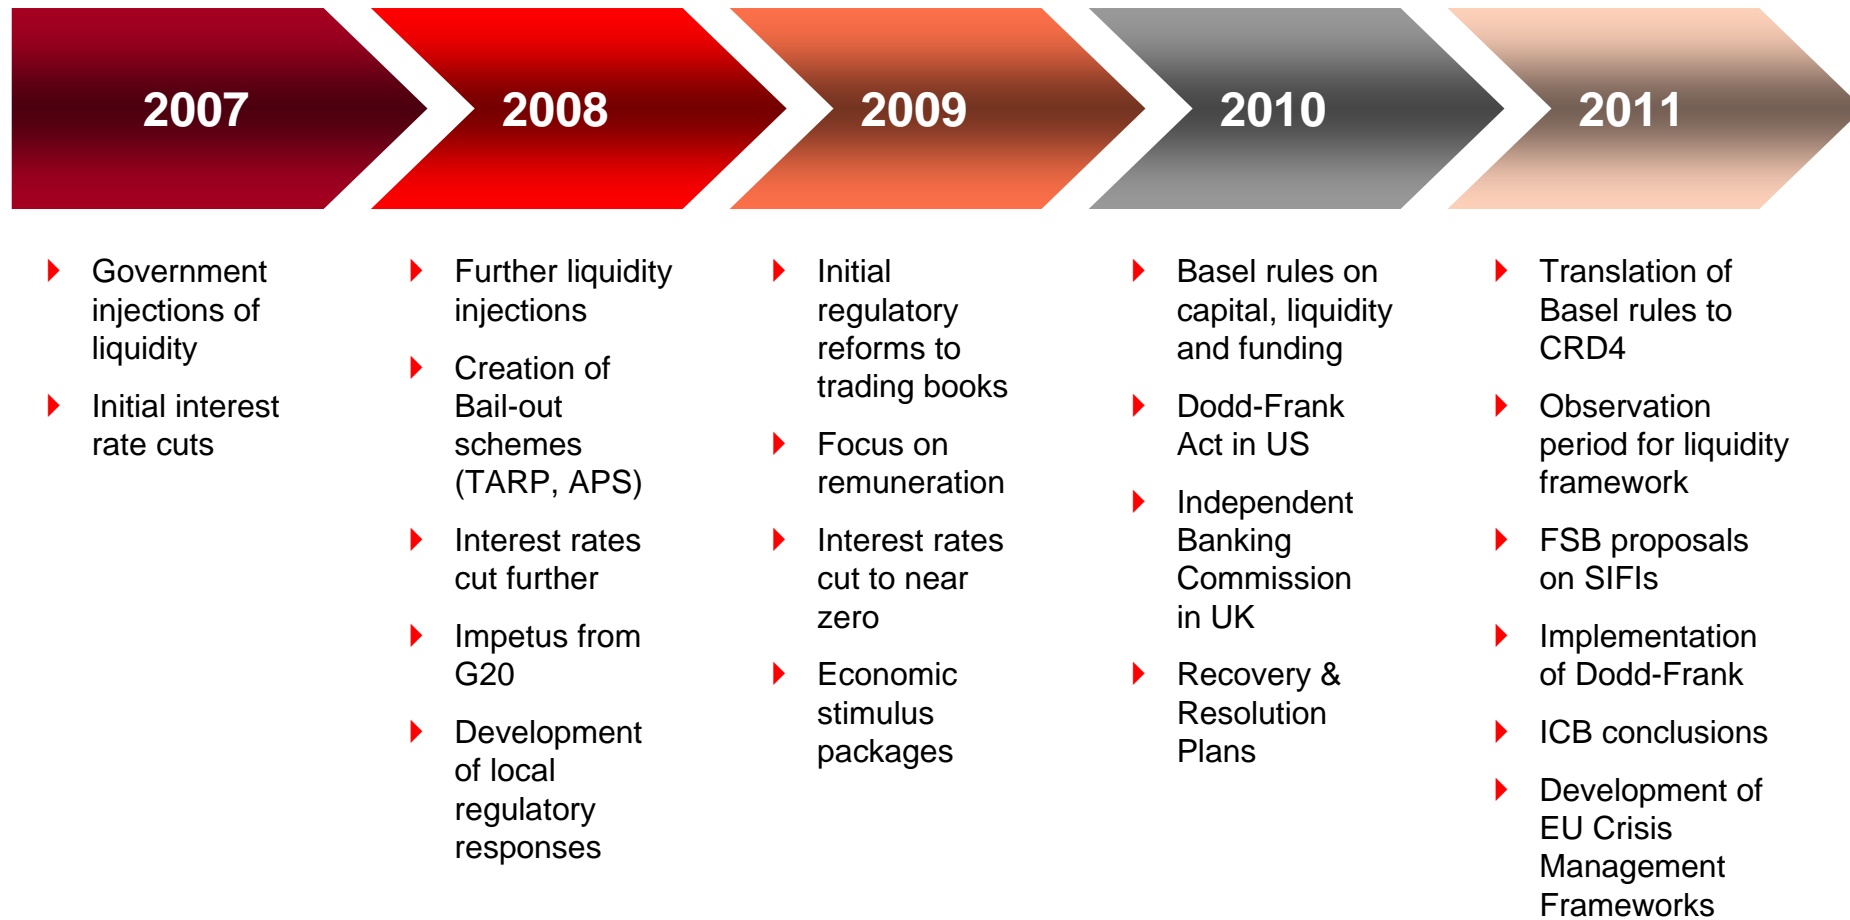 2007
2008
2009
2010
2011
Government
injections of
liquidity
Initial interest
rate cuts
Further liquidity
injections
Creation of
Bail-out
schemes
(TARP, APS)
Interest rates
cut further
Impetus from
G20
Development
of local
regulatory
responses
Initial
regulatory
reforms to
trading books
Focus on
remuneration
Interest rates
cut to near
zero
Economic
stimulus
packages
Basel rules on
capital, liquidity
and funding
Dodd-Frank
Act in US
Independent
Banking
Commission
in UK
Recovery &
Resolution
Plans
Translation of
Basel rules to
CRD4
Observation
period for liquidity
framework
FSB proposals
on SIFIs
Implementation
of Dodd-Frank
ICB conclusions
Development of
EU Crisis
Management
Frameworks